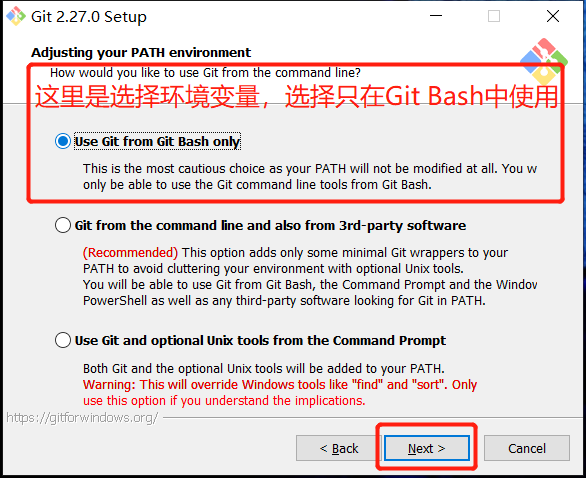 Git 2.27.0 Setup
Adjusting your PATH environment
How would you like to use Git from the command line?
这里是选择环境变量，选择只在Git Bash中使用
Use Git from Git Bash only
This is the most cautious choice as your PATH will not be modified at all. You w
only be able to use the Git command line tools from Git Bash.
Git from the command line and also from 3rd-party software
(Recommended) This option adds only some minimal Git wrappers to your
PATH to avoid cluttering your environment with optional Unix tools.
You will be able to use Git from Git Bash, the Command Prompt and the Window
PowerShell as well as any third-party software looking for Git in PATH.
Use Git and optional Unix tools from the Command Prompt
Both Git and the optional Unix tools will be added to your PATH.
Warning: This will override Windows tools like "find" and "sort". Only
use this option if you understand the implications.
https://gitforwindows.org/
< Back
Next >
Cancel